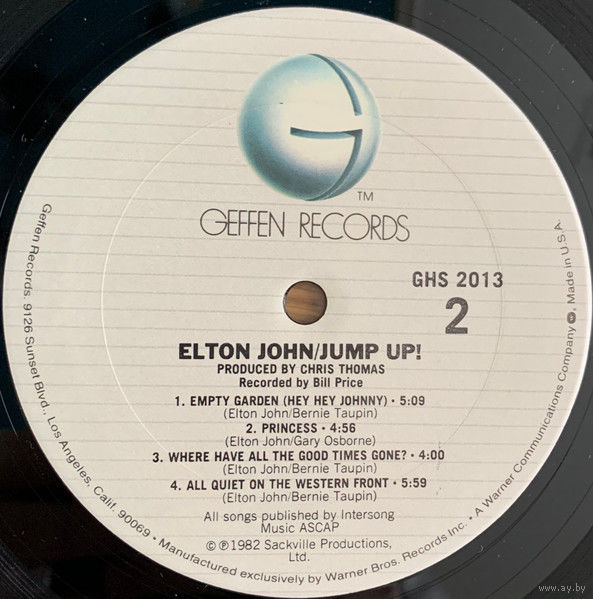 TM
GEFFEN RECORDS
GHS 2013
2
ELTON JOHN/JUMP UP!
PRODUCED BY CHRIS THOMAS
Recorded by Bill Price
1. EMPTY GARDEN (HEY HEY JOHNNY) • 5:09
(Elton John/Bernie Taupin)
2. PRINCESS • 4:56
(Elton John/Gary Osborne)
3. WHERE HAVE ALL THE GOOD TIMES GONE? • 4:00
(Elton John/Bernie Taupin)
4. ALL QUIET ON THE WESTERN FRONT • 5:59
(Elton John/Bernie Taupin)
All songs published by Intersong
Music ASCAP
© ℗ 1982 Sackville Productions,
Ltd.
Geffen Records, 9126 Sunset Blvd., Los Angeles, Calif. 90069 • Manufactured exclusively by Warner Bros. Records Inc. • A Warner Communications Company, Made in U.S.A.
www.ay.by